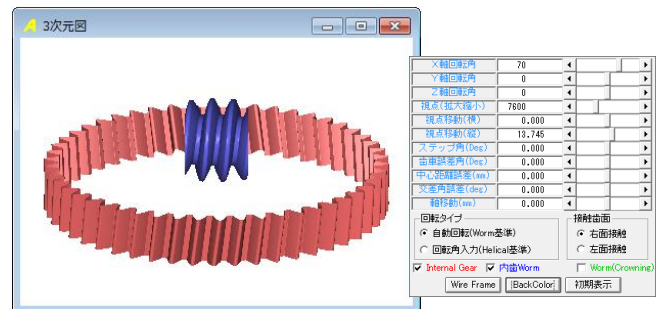 3次元図
X軸回転角 70
Y軸回転角 0
Z軸回転角 0
視点(拡大縮小) 7600
視点移動(横) 0.000
視点移動(縦) 13.745
ステップ角(Deg) 0.000
歯車誤差角(Deg) 0.000
中心距離誤差(mm) 0.000
交差角誤差(deg) 0.000
軸移動(mm) 0.000
回転タイプ
自動回転(Worm基準)
回転角入力(Helical基準)
接触歯面
右面接触
左面接触
Internal Gear 内歯Worm Worm(Crowning)
Wire Frame BackColor 初期表示